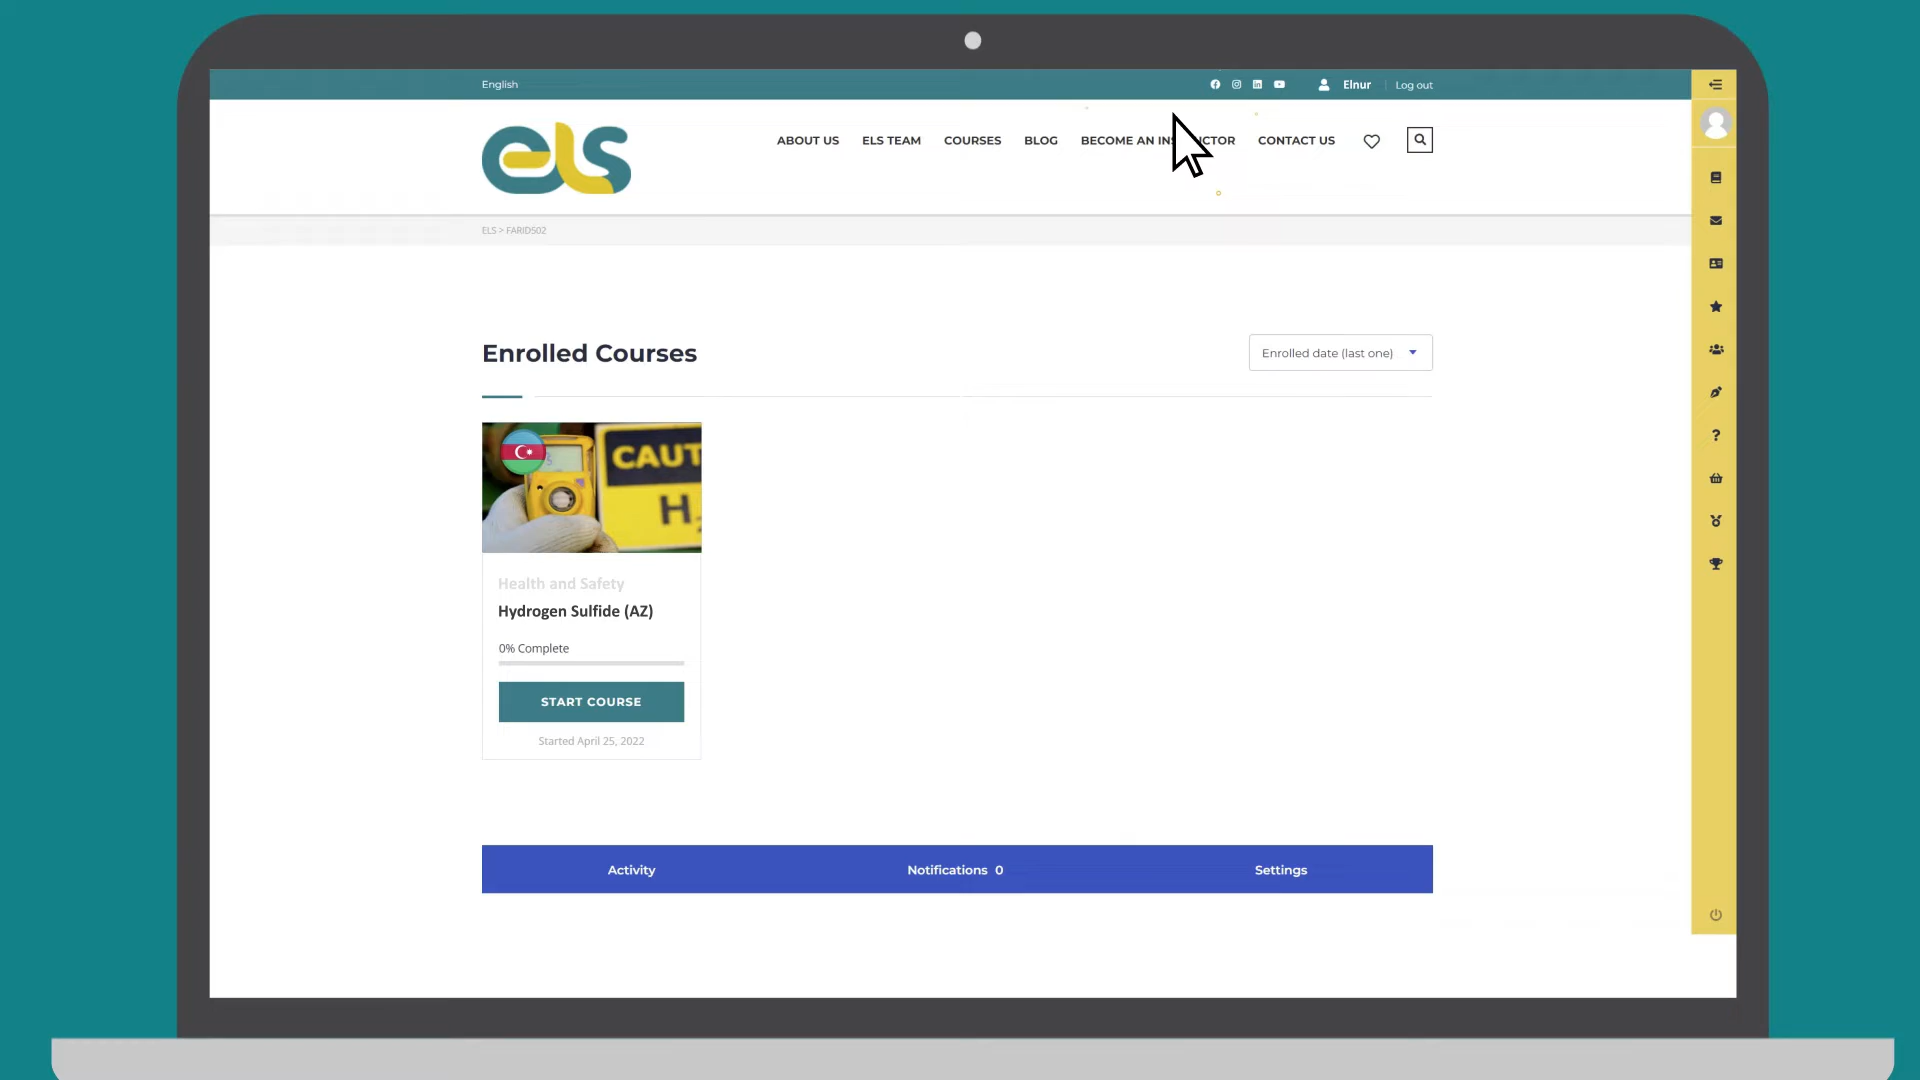 English
Elnur
Log out
els
ABOUT US
ELS TEAM
COURSES
BLOG
BECOME AN
CONTACT US
ELS > FARID502
Enrolled Courses
Enrolled date (last one)
CAUT
H
Health and Safety
Hydrogen Sulfide (AZ)
0% Complete
START COURSE
Started April 25, 2022
Activity
Notifications 0
Settings